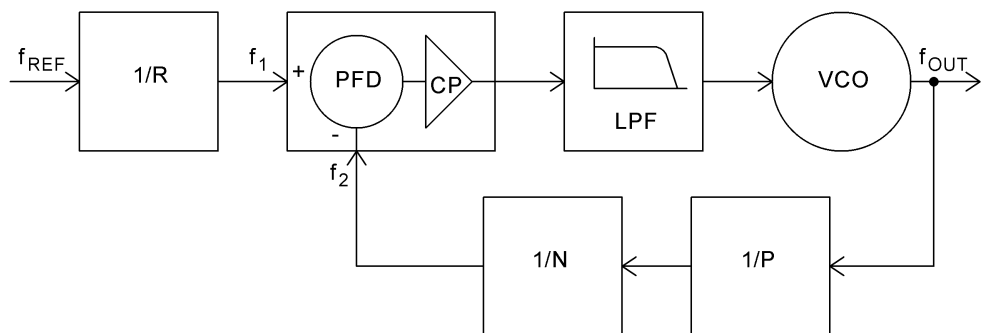 f_REF
1/R
f_1
+
PFD
-
CP
LPF
VCO
f_OUT
f_2
1/N
1/P